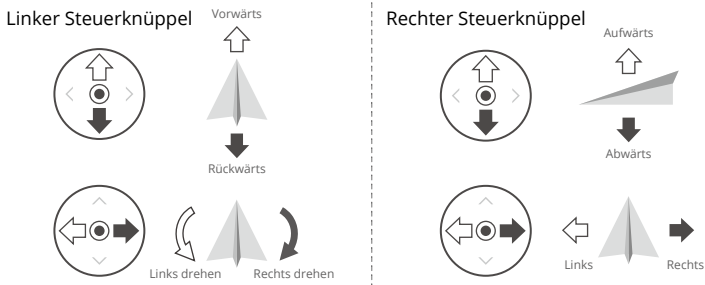 Linker Steuerknüppel
Vorwärts
Rückwärts
Links drehen
Rechts drehen
Rechter Steuerknüppel
Aufwärts
Abwärts
Links
Rechts